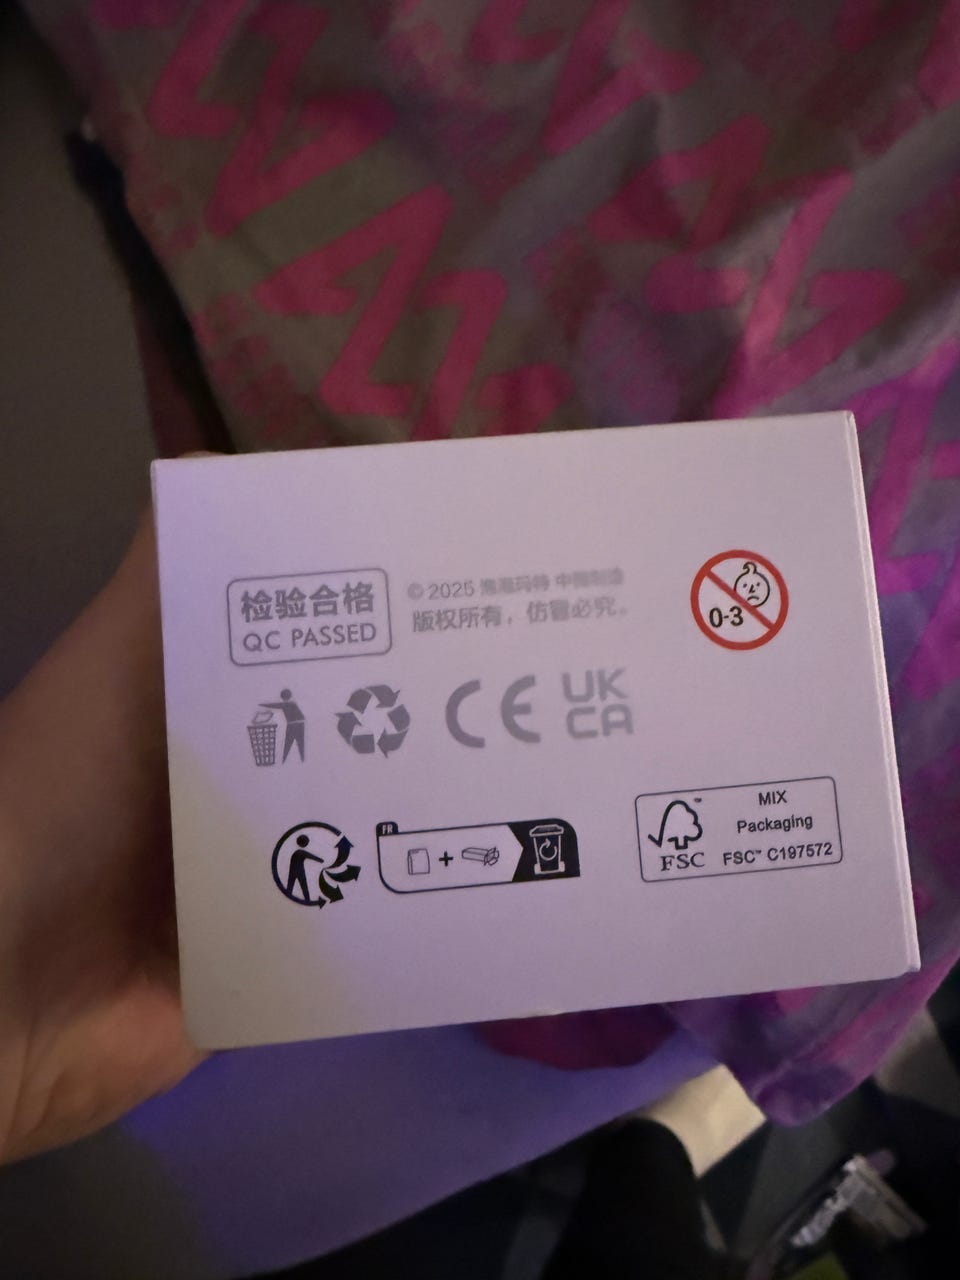 检验合格
QC PASSED
© 2025 泡泡玛特 中国制造
版权所有，仿冒必究。
0-3
CE
UK
CA
FR
+
MIX
Packaging
FSC™ C197572
FSC